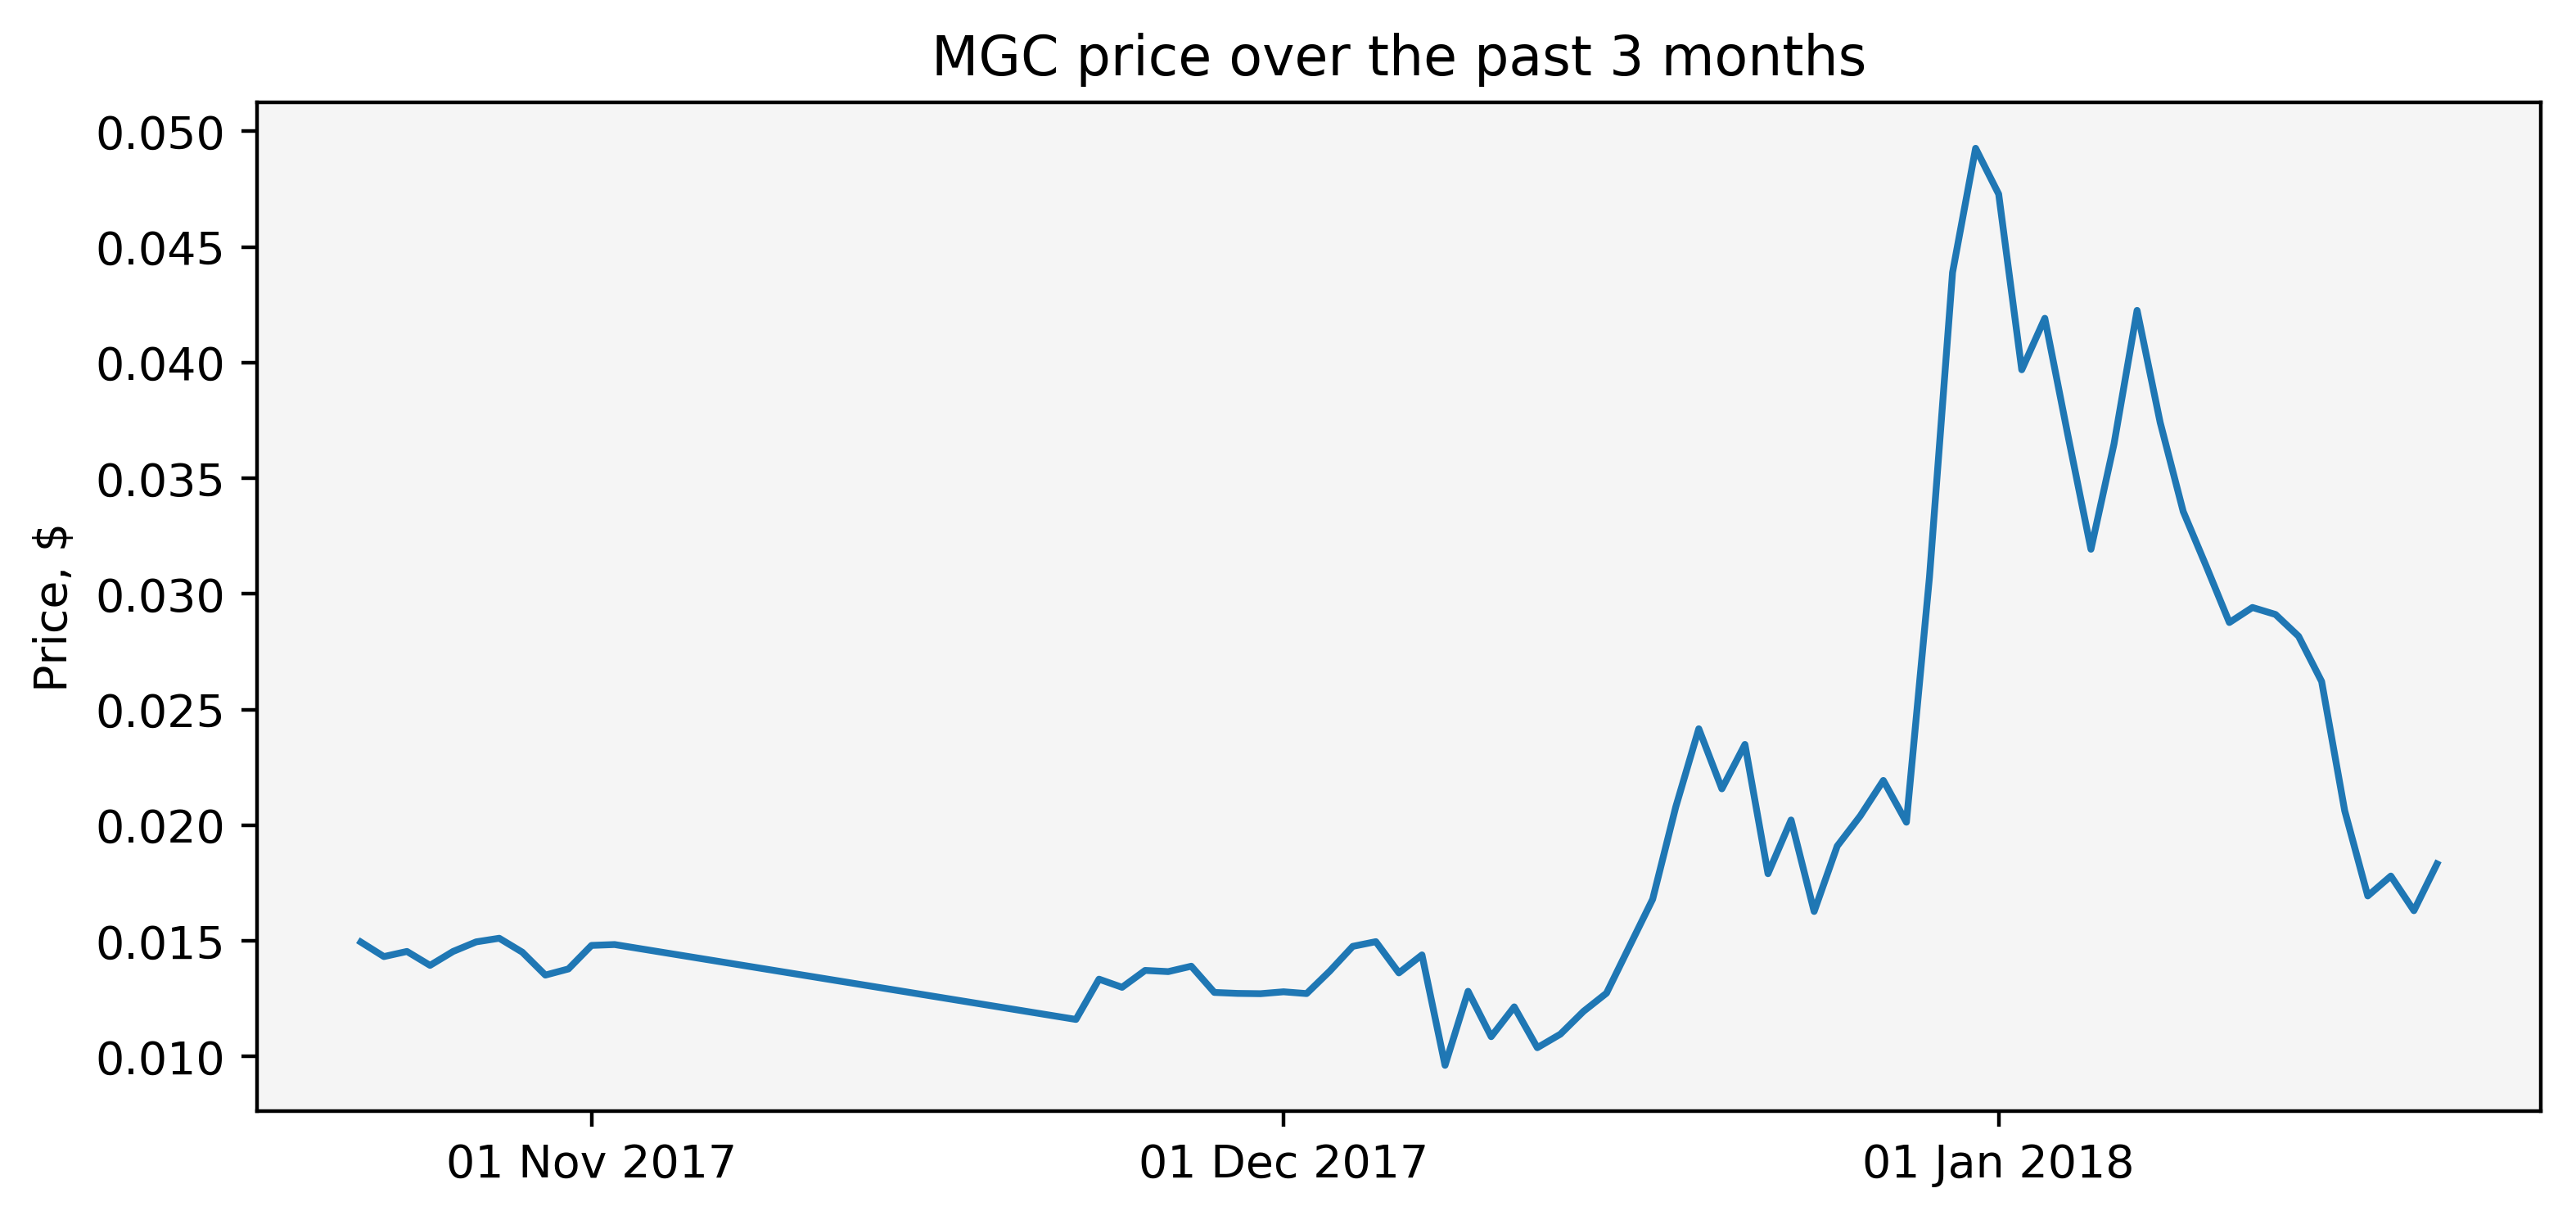 MGC price over the past 3 months
Price, $
0.050
0.045
0.040
0.035
0.030
0.025
0.020
0.015
0.010
01 Nov 2017
01 Dec 2017
01 Jan 2018